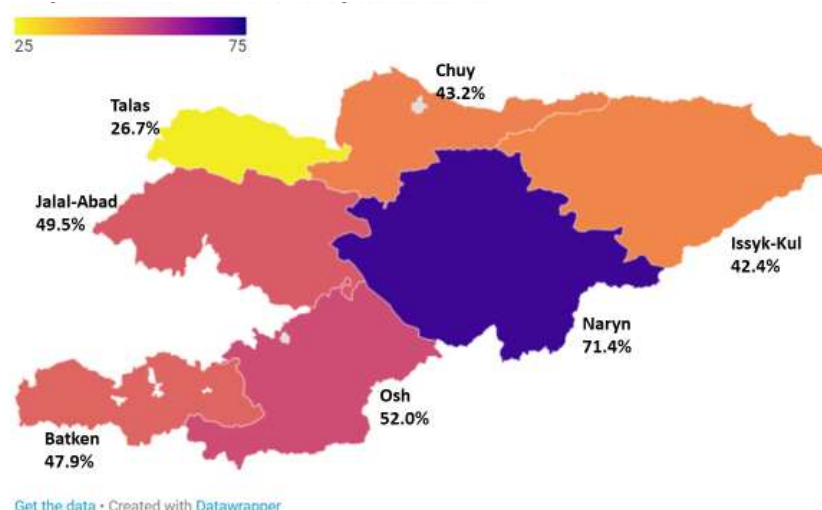 25
75
Chuy
43.2%
Talas
26.7%
Jalal-Abad
49.5%
Issyk-Kul
42.4%
Naryn
71.4%
Osh
52.0%
Batken
47.9%
Get the data • Created with Datawrapper